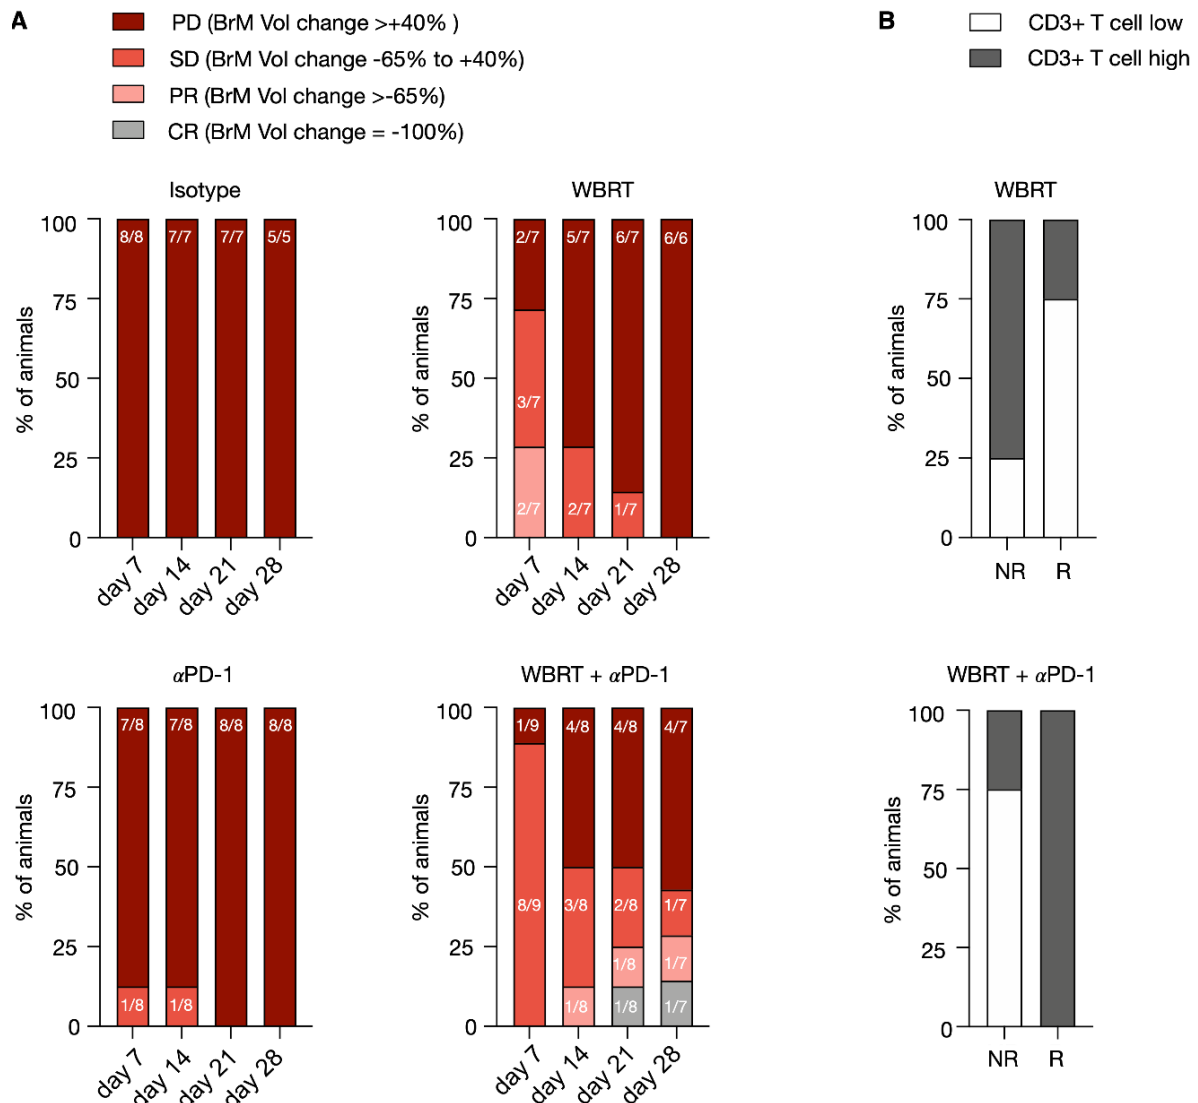 A
PD (BrM Vol change >+40% )
SD (BrM Vol change -65% to +40%)
PR (BrM Vol change >-65%)
CR (BrM Vol change = -100%)
B
CD3+ T cell low
CD3+ T cell high
Isotype
% of animals
100
75
50
25
0
8/8
7/7
7/7
5/5
day 7
day 14
day 21
day 28
WBRT
% of animals
100
75
50
25
0
2/7
5/7
6/7
6/6
3/7
2/7
2/7
1/7
day 7
day 14
day 21
day 28
WBRT
% of animals
100
75
50
25
0
NR
R
αPD-1
% of animals
100
75
50
25
0
7/8
7/8
8/8
8/8
1/8
1/8
day 7
day 14
day 21
day 28
WBRT + αPD-1
% of animals
100
75
50
25
0
1/9
4/8
4/8
4/7
8/9
3/8
2/8
1/7
1/8
1/7
1/8
1/8
1/7
day 7
day 14
day 21
day 28
WBRT + αPD-1
% of animals
100
75
50
25
0
NR
R